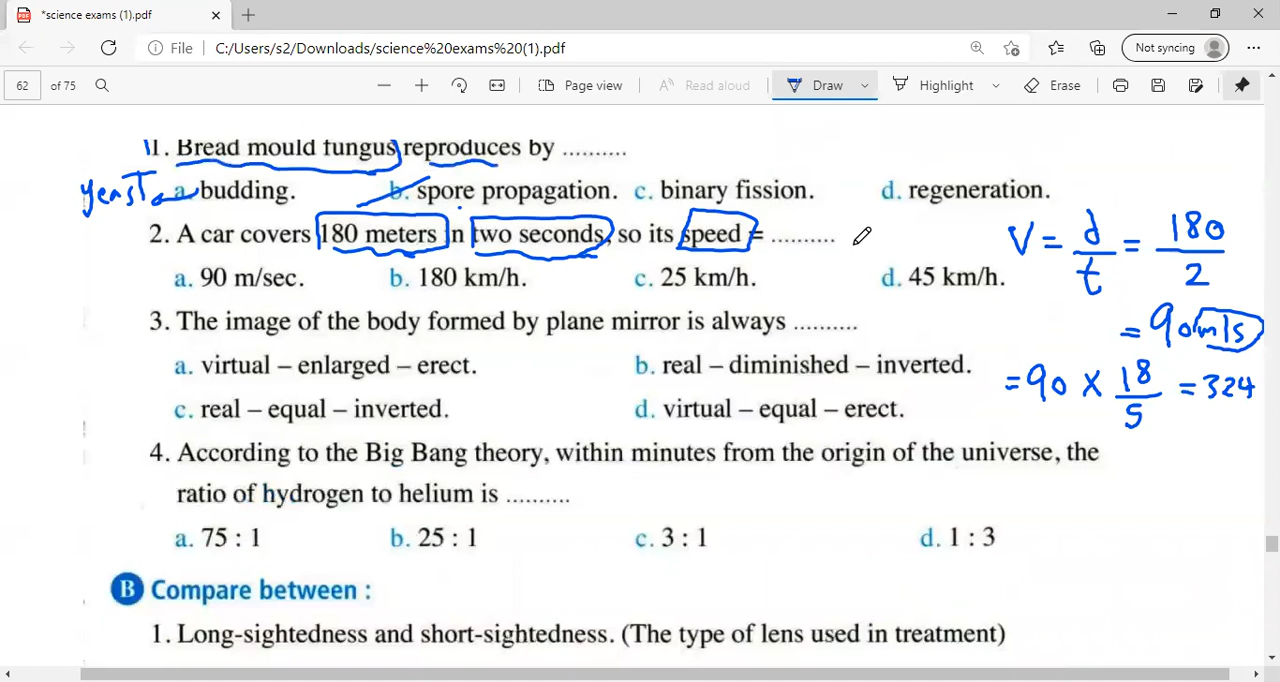 *science exams (1).pdf
File | C:/Users/s2/Downloads/science%20exams%20(1).pdf
Not syncing
62 of 75
Page view
Read aloud
Draw
Highlight
Erase
1. Bread mould fungus reproduces by ..........
yeast a. budding. b. spore propagation. c. binary fission. d. regeneration.
2. A car covers 180 meters in two seconds, so its speed = ..........
V = d/t = 180/2
a. 90 m/sec. b. 180 km/h. c. 25 km/h. d. 45 km/h.
= 90 m/s
3. The image of the body formed by plane mirror is always ..........
a. virtual – enlarged – erect. b. real – diminished – inverted.
= 90 × 18/5 = 324
c. real – equal – inverted. d. virtual – equal – erect.
4. According to the Big Bang theory, within minutes from the origin of the universe, the
ratio of hydrogen to helium is ..........
a. 75 : 1 b. 25 : 1 c. 3 : 1 d. 1 : 3
B Compare between :
1. Long-sightedness and short-sightedness. (The type of lens used in treatment)